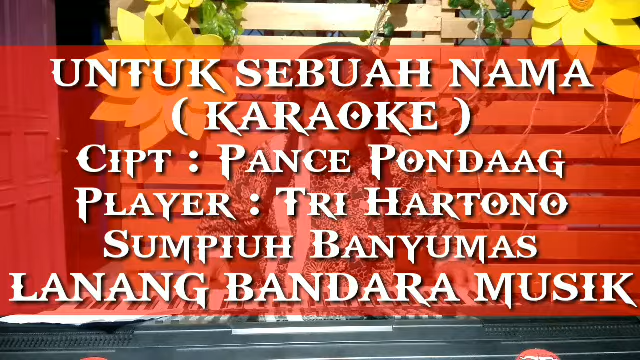 UNTUK SEBUAH NAMA
( KARAOKE )
CIPT : PANCE PONDAAG
PLAYER : TRI HARTONO
SUMPIUH BANYUMAS
LANANG BANDARA MUSIK